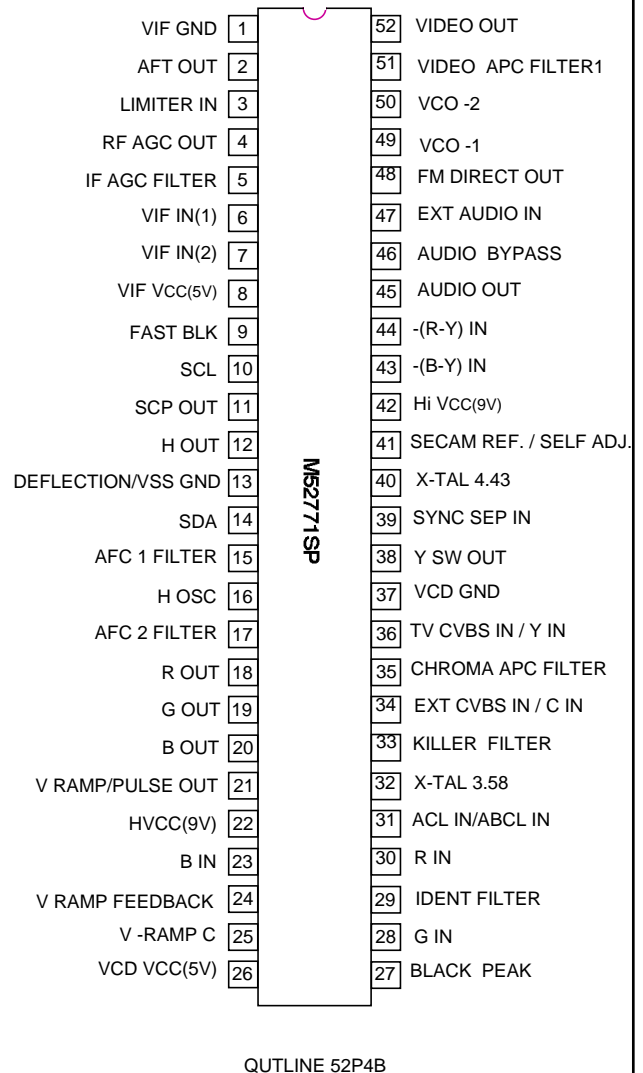 VIF GND 1
AFT OUT 2
LIMITER IN 3
RF AGC OUT 4
IF AGC FILTER 5
VIF IN(1) 6
VIF IN(2) 7
VIF VCC(5V) 8
FAST BLK 9
SCL 10
SCP OUT 11
H OUT 12
DEFLECTION/VSS GND 13
SDA 14
AFC 1 FILTER 15
H OSC 16
AFC 2 FILTER 17
R OUT 18
G OUT 19
B OUT 20
V RAMP/PULSE OUT 21
HVCC(9V) 22
B IN 23
V RAMP FEEDBACK 24
V -RAMP C 25
VCD VCC(5V) 26
M52771SP
52 VIDEO OUT
51 VIDEO APC FILTER1
50 VCO -2
49 VCO -1
48 FM DIRECT OUT
47 EXT AUDIO IN
46 AUDIO BYPASS
45 AUDIO OUT
44 -(R-Y) IN
43 -(B-Y) IN
42 Hi VCC(9V)
41 SECAM REF. / SELF ADJ.
40 X-TAL 4.43
39 SYNC SEP IN
38 Y SW OUT
37 VCD GND
36 TV CVBS IN / Y IN
35 CHROMA APC FILTER
34 EXT CVBS IN / C IN
33 KILLER FILTER
32 X-TAL 3.58
31 ACL IN/ABCL IN
30 R IN
29 IDENT FILTER
28 G IN
27 BLACK PEAK
QUTLINE 52P4B